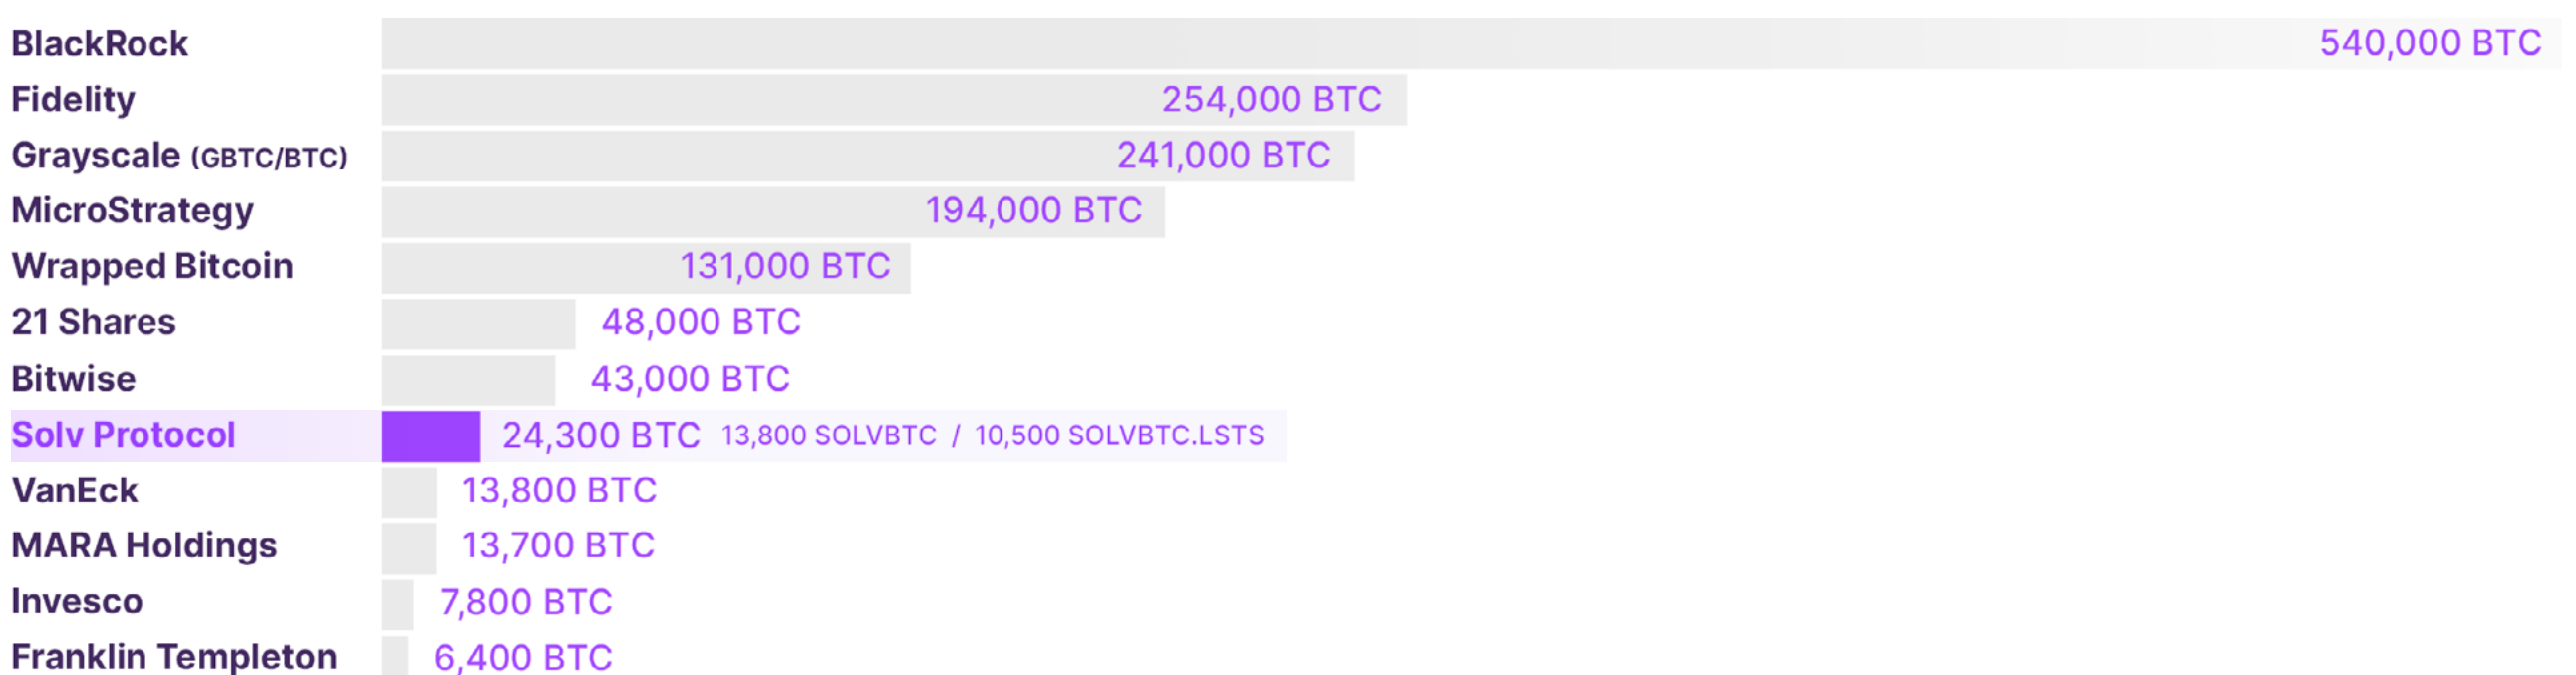 BlackRock 540,000 BTC
Fidelity 254,000 BTC
Grayscale (GBTC/BTC) 241,000 BTC
MicroStrategy 194,000 BTC
Wrapped Bitcoin 131,000 BTC
21 Shares 48,000 BTC
Bitwise 43,000 BTC
Solv Protocol 24,300 BTC 13,800 SOLVBTC / 10,500 SOLVBTC.LSTS
VanEck 13,800 BTC
MARA Holdings 13,700 BTC
Invesco 7,800 BTC
Franklin Templeton 6,400 BTC